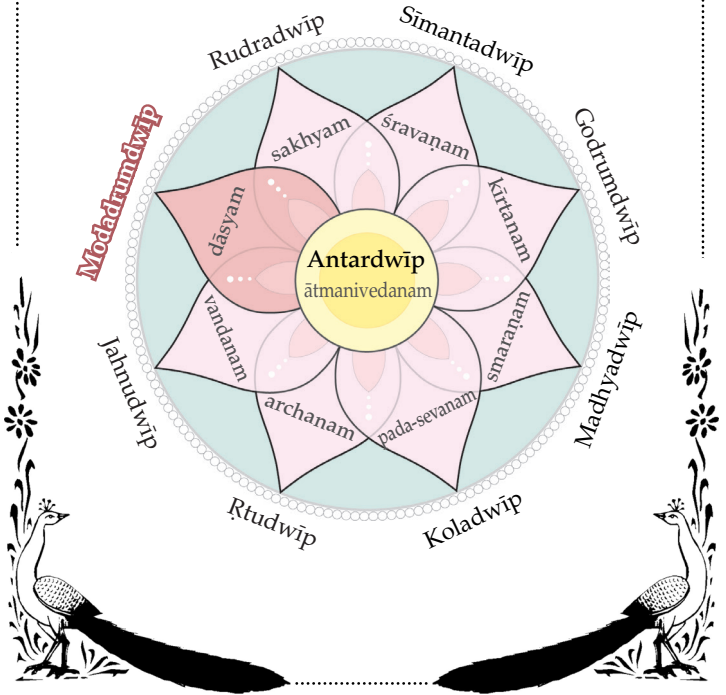 Rudradwīp
Sīmantadwīp
Godrumdwīp
Madhyadwīp
Koladwīp
Ṛtudwīp
Jahnudwīp
Modadrumdwīp
sakhyam
śravaṇam
kīrtanam
smaraṇam
pada-sevanam
archanam
vandanam
dāsyam
Antardwīp
ātmanivedanam